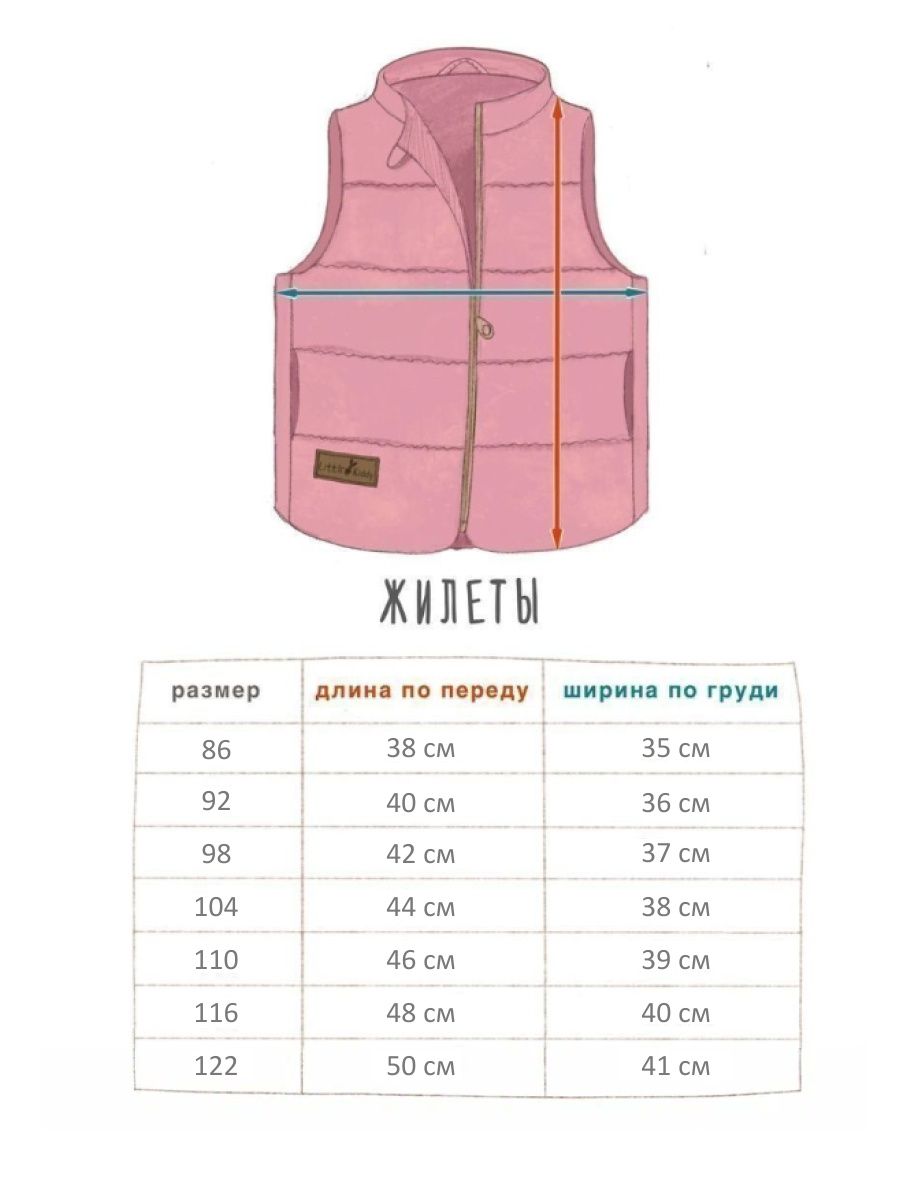 Little Kiddy
ЖИЛЕТЫ
размер длина по переду ширина по груди
86 38 см 35 см
92 40 см 36 см
98 42 см 37 см
104 44 см 38 см
110 46 см 39 см
116 48 см 40 см
122 50 см 41 см